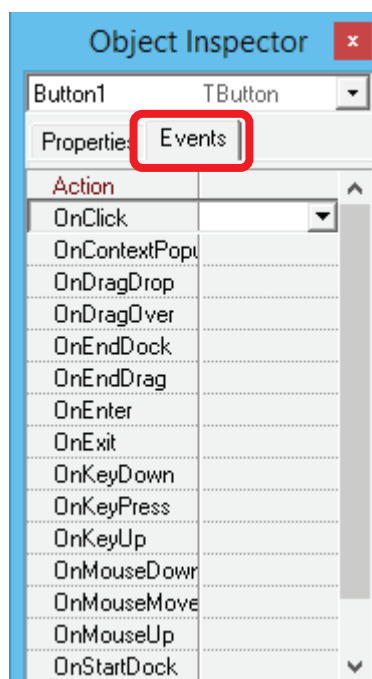 Object Inspector x
Button1 TButton
Properties Events
Action
OnClick
OnContextPopu
OnDragDrop
OnDragOver
OnEndDock
OnEndDrag
OnEnter
OnExit
OnKeyDown
OnKeyPress
OnKeyUp
OnMouseDown
OnMouseMove
OnMouseUp
OnStartDock